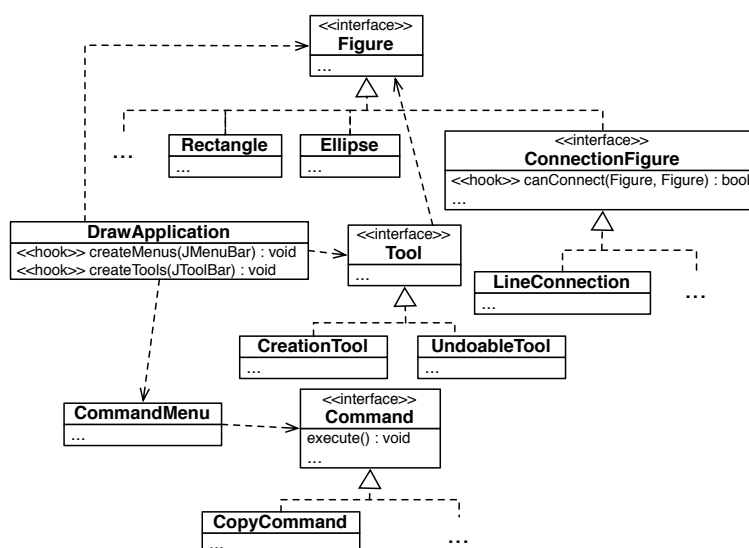 <<interface>>
Figure
...
...
Rectangle
...
Ellipse
...
<<interface>>
ConnectionFigure
<<hook>> canConnect(Figure, Figure) : bool
...
DrawApplication
<<hook>> createMenus(JMenuBar) : void
<<hook>> createTools(JToolBar) : void
<<interface>>
Tool
...
LineConnection
...
...
CreationTool
...
UndoableTool
...
CommandMenu
...
<<interface>>
Command
execute() : void
...
CopyCommand
...
...